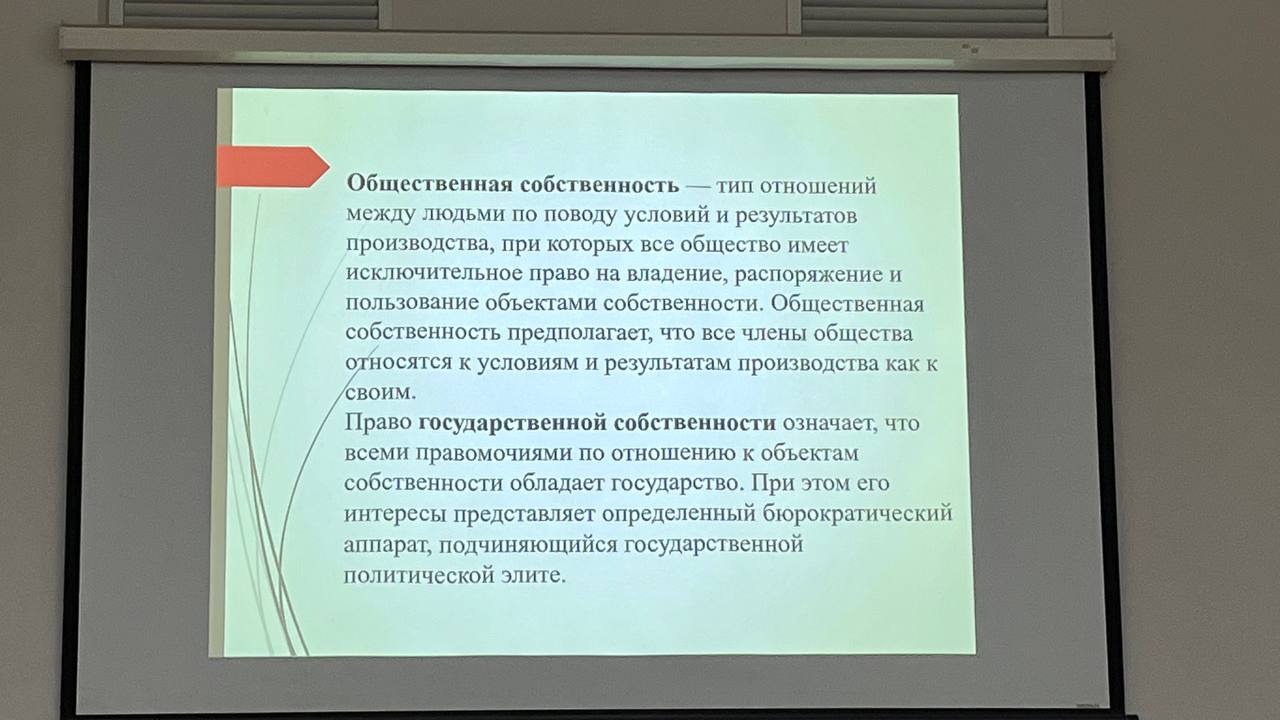 Общественная собственность — тип отношений
между людьми по поводу условий и результатов
производства, при которых все общество имеет
исключительное право на владение, распоряжение и
пользование объектами собственности. Общественная
собственность предполагает, что все члены общества
относятся к условиям и результатам производства как к
своим.
Право государственной собственности означает, что
всеми правомочиями по отношению к объектам
собственности обладает государство. При этом его
интересы представляет определенный бюрократический
аппарат, подчиняющийся государственной
политической элите.